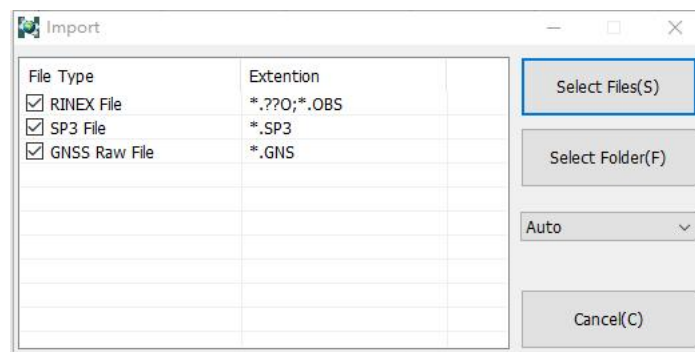 Import
File Type Extention
RINEX File *.??O;*.OBS
SP3 File *.SP3
GNSS Raw File *.GNS
Select Files(S)
Select Folder(F)
Auto
Cancel(C)